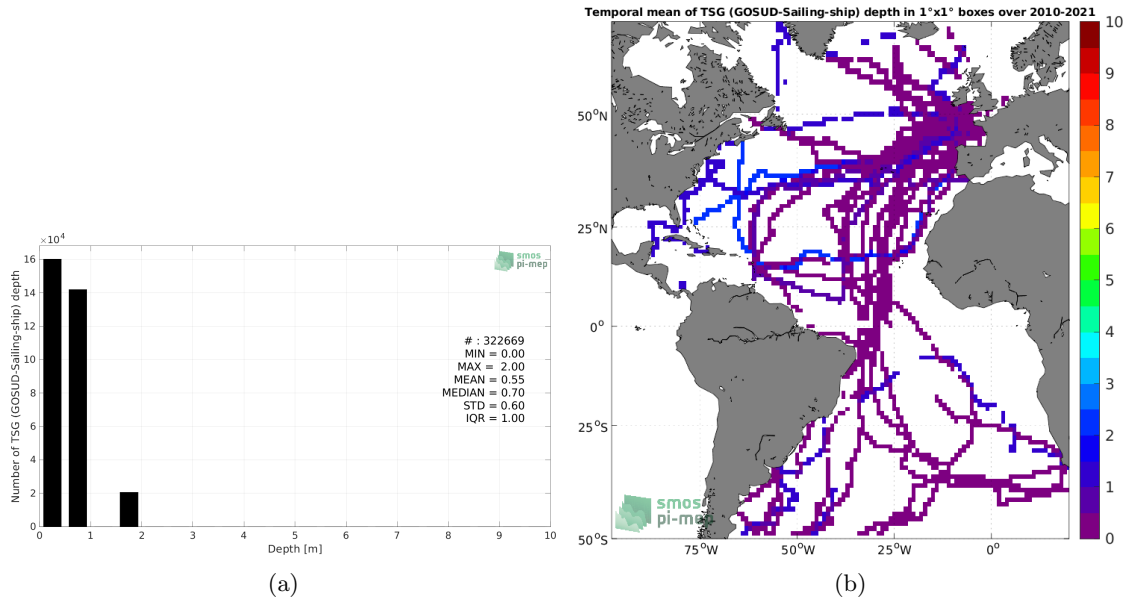 Temporal mean of TSG (GOSUD-Sailing-ship) depth in 1°x1° boxes over 2010-2021
×10⁴
16
14
12
10
8
6
4
2
0
Number of TSG (GOSUD-Sailing-ship) depth
smos
pi-mep
# : 322669
MIN = 0.00
MAX = 2.00
MEAN = 0.55
MEDIAN = 0.70
STD = 0.60
IQR = 1.00
0 1 2 3 4 5 6 7 8 9 10
Depth [m]
(a)
50°N
25°N
0°
25°S
50°S
75°W 50°W 25°W 0°
smos
pi-mep
10
9
8
7
6
5
4
3
2
1
0
(b)